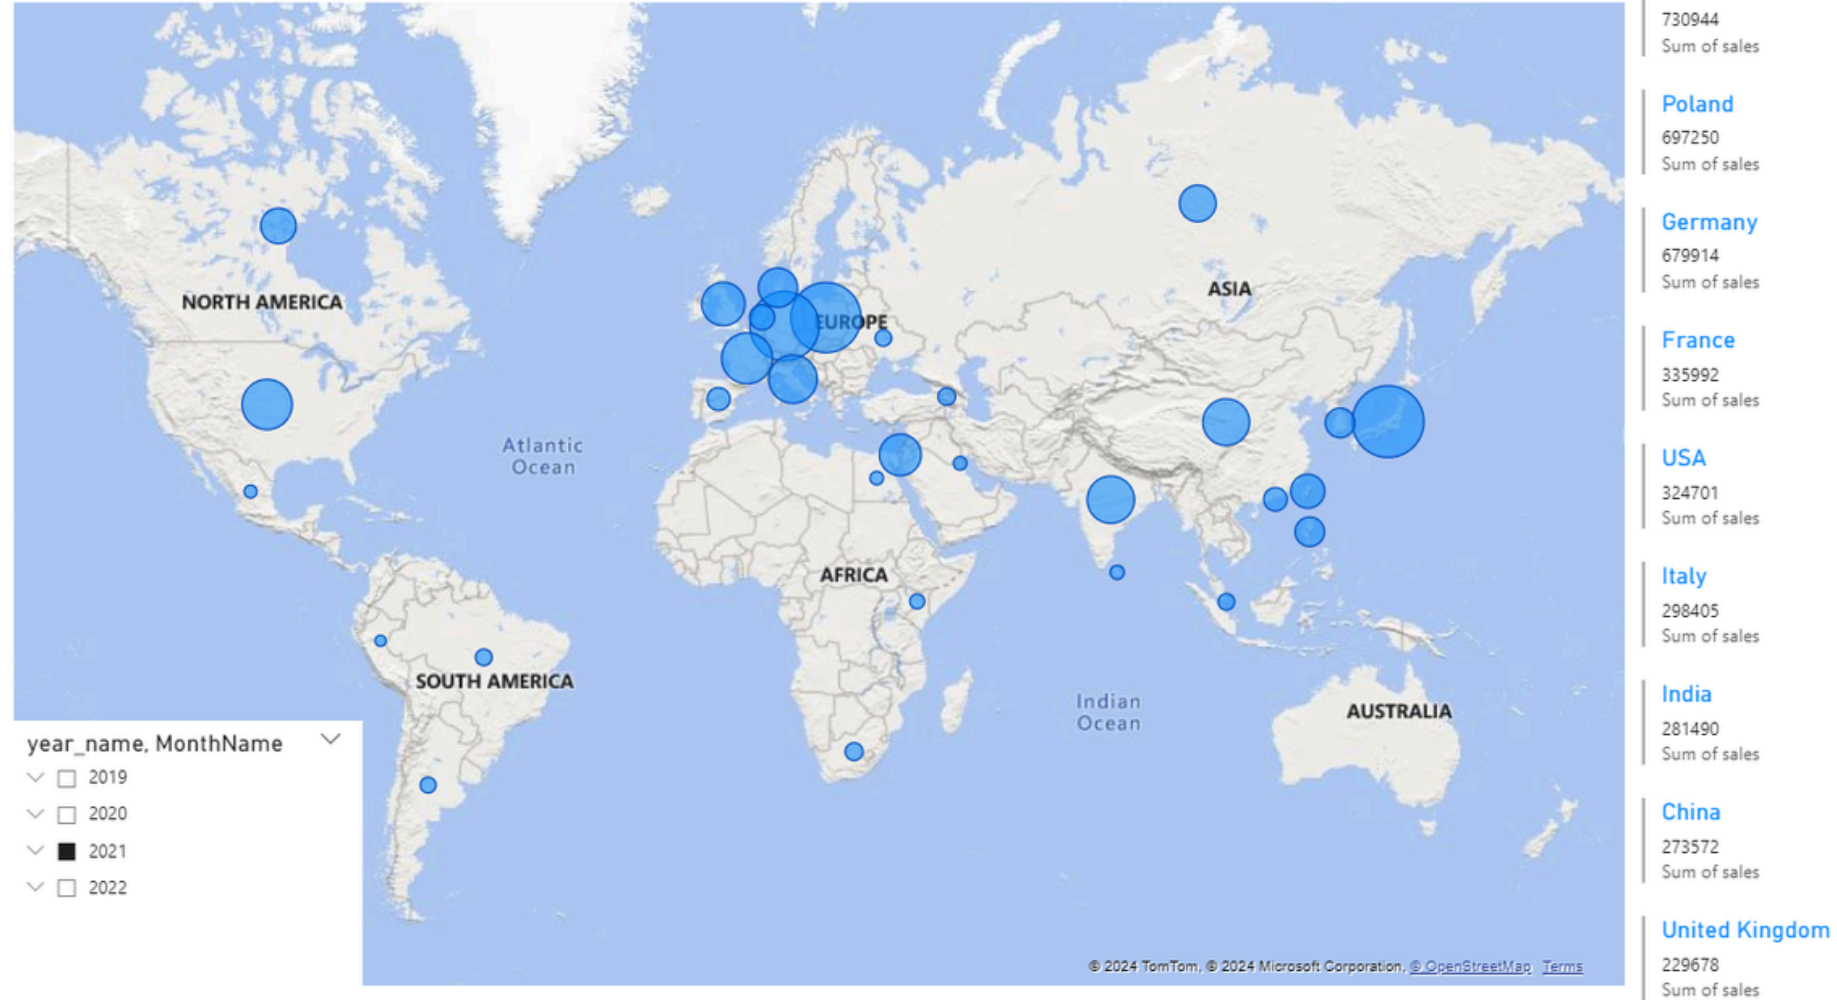 NORTH AMERICA
EUROPE
ASIA
Atlantic
Ocean
AFRICA
SOUTH AMERICA
Indian
Ocean
AUSTRALIA
year_name, MonthName
2019
2020
2021
2022
© 2024 TomTom, © 2024 Microsoft Corporation, © OpenStreetMap Terms
730944
Sum of sales
Poland
697250
Sum of sales
Germany
679914
Sum of sales
France
335992
Sum of sales
USA
324701
Sum of sales
Italy
298405
Sum of sales
India
281490
Sum of sales
China
273572
Sum of sales
United Kingdom
229678
Sum of sales